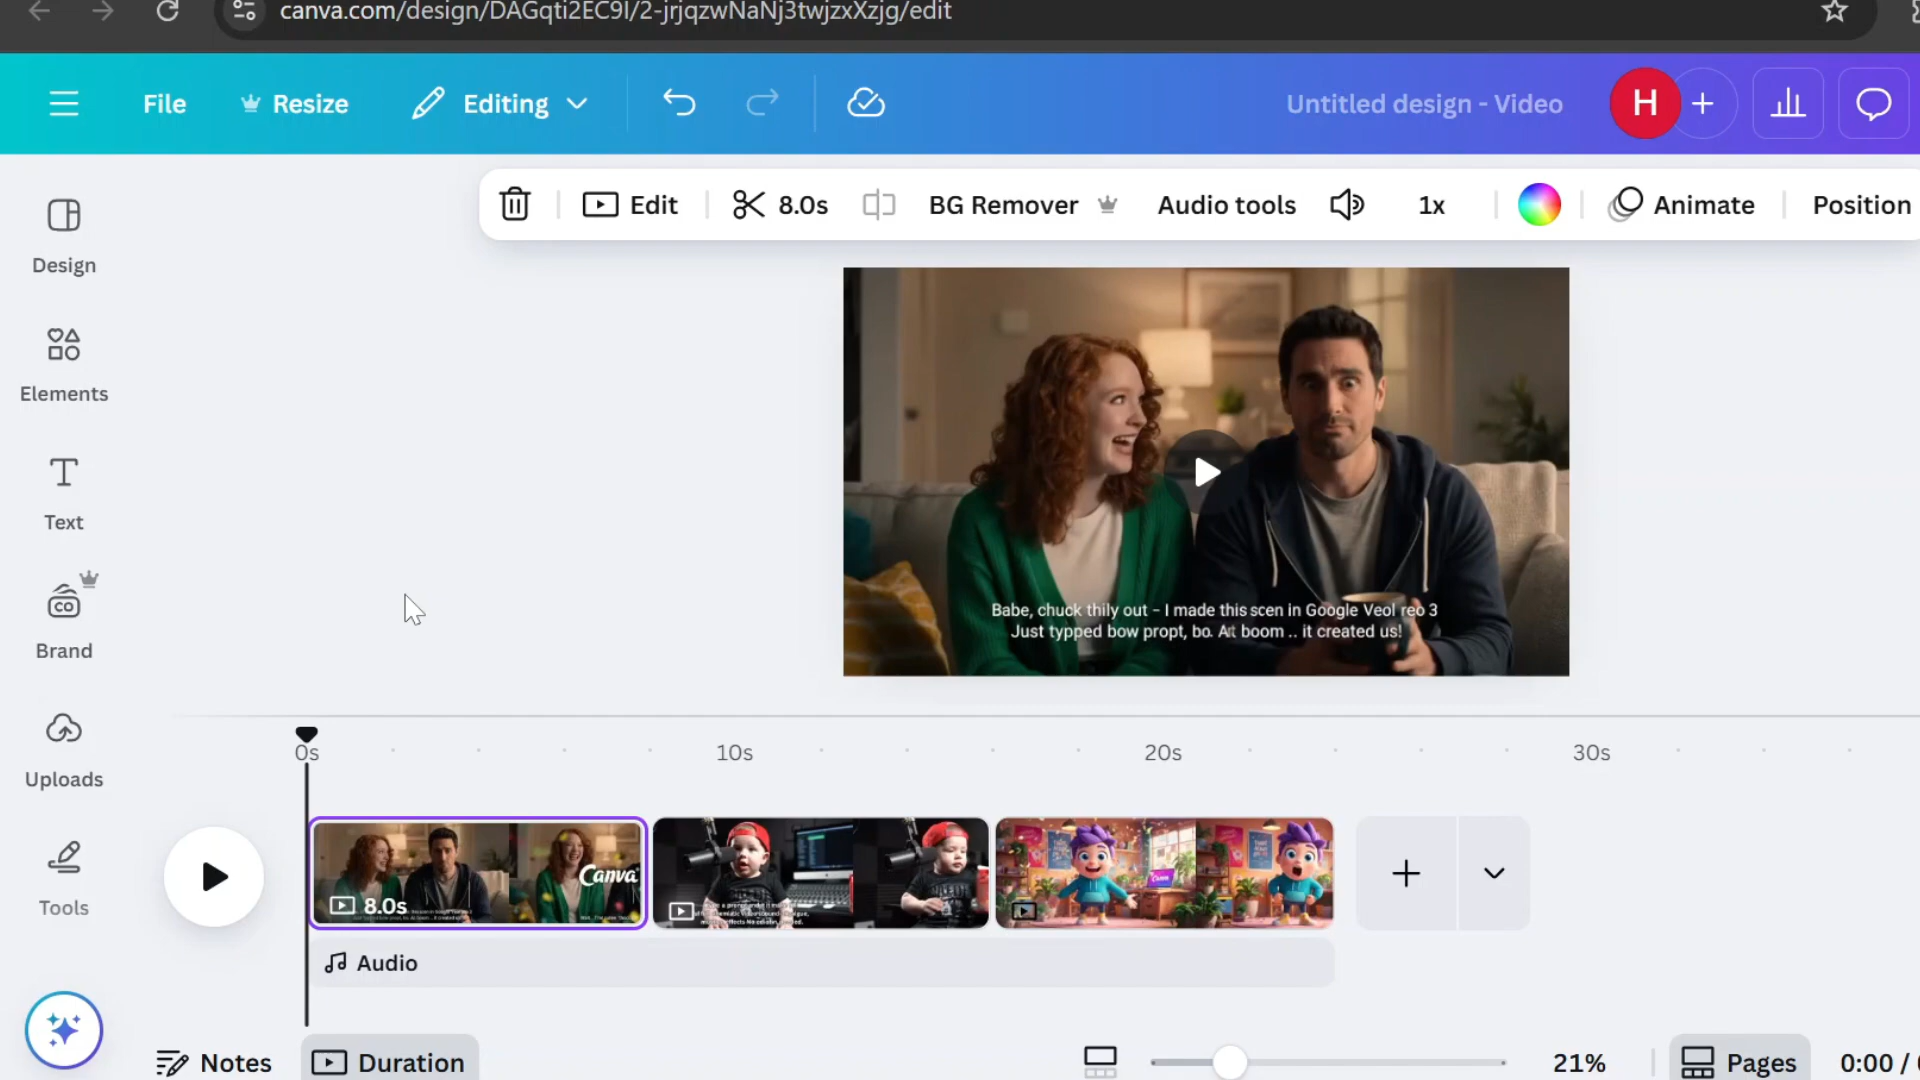 canva.com/design/DAGqti2EC9I/2-jrjqzwNaNj3twjzxXzjg/edit
File
Resize
Editing
Untitled design - Video
H
Edit
8.0s
BG Remover
Audio tools
1x
Animate
Position
Design
Elements
Text
CO
Brand
Uploads
Tools
Babe, chuck thily out - I made this scen in Google Veol reo 3
Just typped bow propt, bo. At boom .. it created us!
0s
10s
20s
30s
8.0s
Canva
Audio
Notes
Duration
21%
Pages
0:00 /